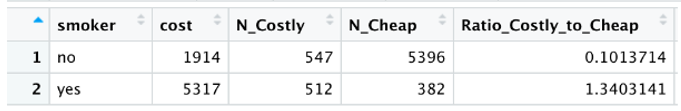 smoker cost N_Costly N_Cheap Ratio_Costly_to_Cheap
1 no 1914 547 5396 0.1013714
2 yes 5317 512 382 1.3403141